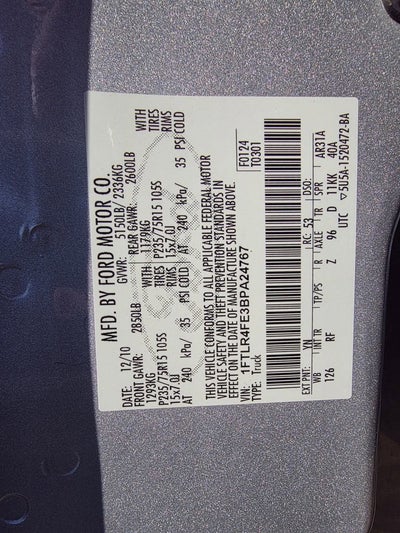 MFD. BY FORD MOTOR CO.
DATE: 12/10 GVWR: 5150LB/ 2336KG
FRONT GAWR: 2850LB REAR GAWR: 2600LB
1293KG WITH 1179KG WITH
P235/75R15 105S TIRES P235/75R15 105S TIRES
15x7.0J RIMS 15x7.0J RIMS
AT 240 kPa/ 35 PSI COLD AT 240 kPa/ 35 PSI COLD
THIS VEHICLE CONFORMS TO ALL APPLICABLE FEDERAL MOTOR
VEHICLE SAFETY AND THEFT PREVENTION STANDARDS IN
EFFECT ON THE DATE OF MANUFACTURE SHOWN ABOVE.
VIN: 1FTLR4FE3BPA24767 F0124
TYPE: Truck T0301
EXT PNT: YN RC: 53 DSO:
WB INT TR TP/PS R AXLE TR SPR AR31A
126 RF Z 96 D 11KK 40A
UTC 5U5A-1520472-BA